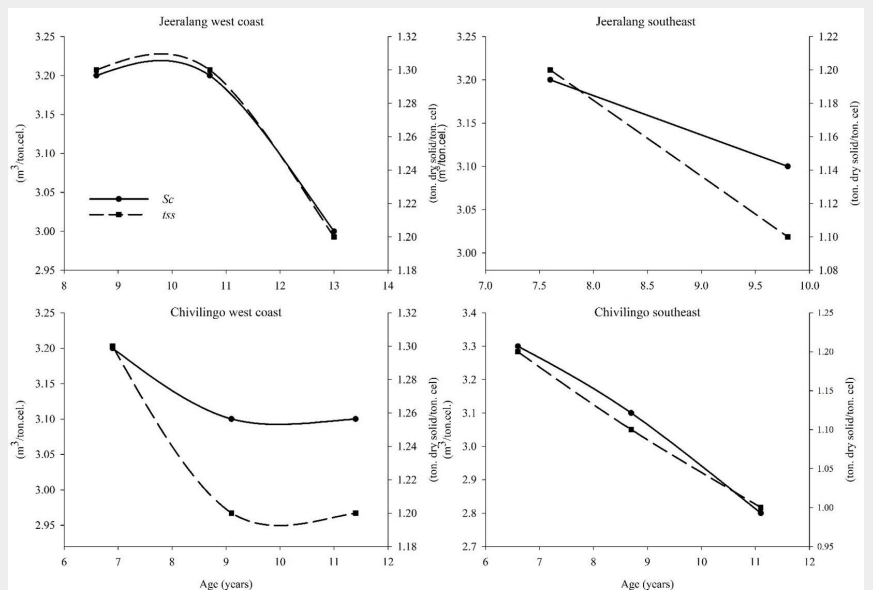 Jeeralang west coast
3.25
3.20
3.15
3.10
3.05
3.00
2.95
(m3/ton.cel.)
Sc
tss
1.32
1.30
1.28
1.26
1.24
1.22
1.20
1.18
(ton. dry solid/ton. cel)
8 9 10 11 12 13 14
Jeeralang southeast
3.25
3.20
3.15
3.10
3.05
3.00
(m3/ton.cel.)
1.22
1.20
1.18
1.16
1.14
1.12
1.10
1.08
(ton. dry solid/ton. cel)
7.0 7.5 8.0 8.5 9.0 9.5 10.0
Chivilingo west coast
3.25
3.20
3.15
3.10
3.05
3.00
2.95
(m3/ton.cel.)
1.32
1.30
1.28
1.26
1.24
1.22
1.20
1.18
(ton. dry solid/ton. cel)
6 7 8 9 10 11 12
Age (years)
Chivilingo southeast
3.4
3.3
3.2
3.1
3.0
2.9
2.8
2.7
(m3/ton.cel.)
1.25
1.20
1.15
1.10
1.05
1.00
0.95
(ton. dry solid/ton. cel)
6 7 8 9 10 11 12
Age (years)